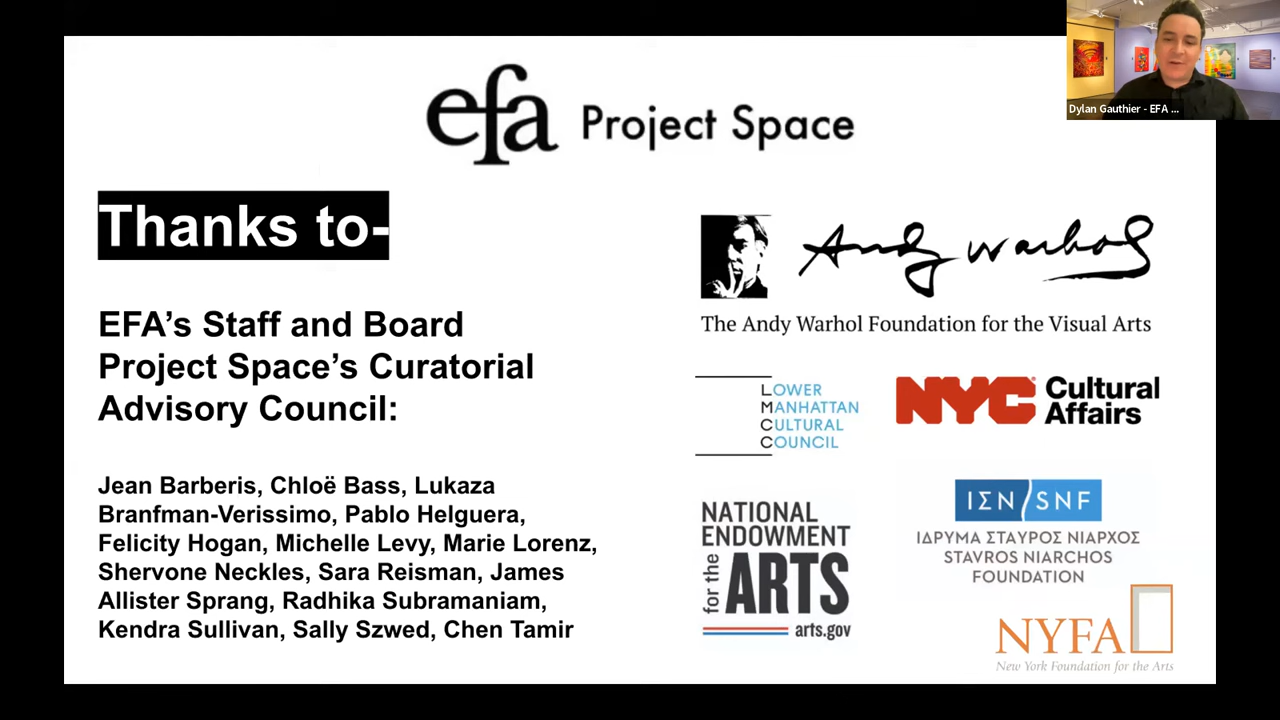 efa Project Space
Dylan Gauthier - EFA ...
Thanks to-
EFA’s Staff and Board
Project Space’s Curatorial
Advisory Council:
Jean Barberis, Chloë Bass, Lukaza
Branfman-Verissimo, Pablo Helguera,
Felicity Hogan, Michelle Levy, Marie Lorenz,
Shervone Neckles, Sara Reisman, James
Allister Sprang, Radhika Subramaniam,
Kendra Sullivan, Sally Szwed, Chen Tamir
Andy Warhol
The Andy Warhol Foundation for the Visual Arts
LOWER
MANHATTAN
CULTURAL
COUNCIL
NYC Cultural
Affairs
NATIONAL
ENDOWMENT
for the ARTS
arts.gov
ΙΣΝ/SNF
ΙΔΡΥΜΑ ΣΤΑΥΡΟΣ ΝΙΑΡΧΟΣ
STAVROS NIARCHOS
FOUNDATION
NYFA
New York Foundation for the Arts